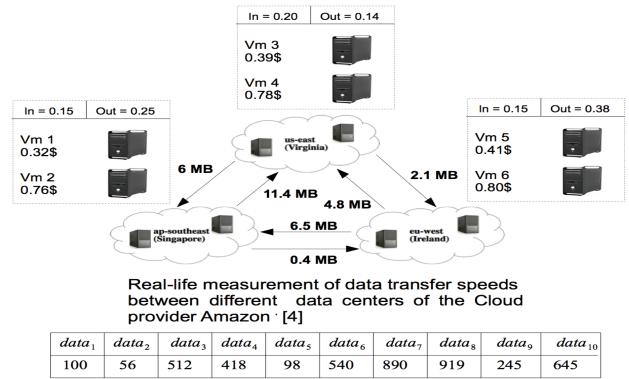 In = 0.20 Out = 0.14
Vm 3
0.39$
Vm 4
0.78$
In = 0.15 Out = 0.25
Vm 1
0.32$
Vm 2
0.76$
In = 0.15 Out = 0.38
Vm 5
0.41$
Vm 6
0.80$
us-east
(Virginia)
6 MB
2.1 MB
11.4 MB
4.8 MB
ap-southeast
(Singapore)
6.5 MB
eu-west
(Ireland)
0.4 MB
Real-life measurement of data transfer speeds
between different data centers of the Cloud
provider Amazon [4]
data1 data2 data3 data4 data5 data6 data7 data8 data9 data10
100 56 512 418 98 540 890 919 245 645